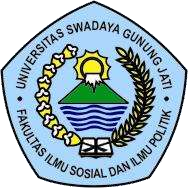 UNIVERSITAS SWADAYA GUNUNG JATI
FAKULTAS ILMU SOSIAL DAN ILMU POLITIK